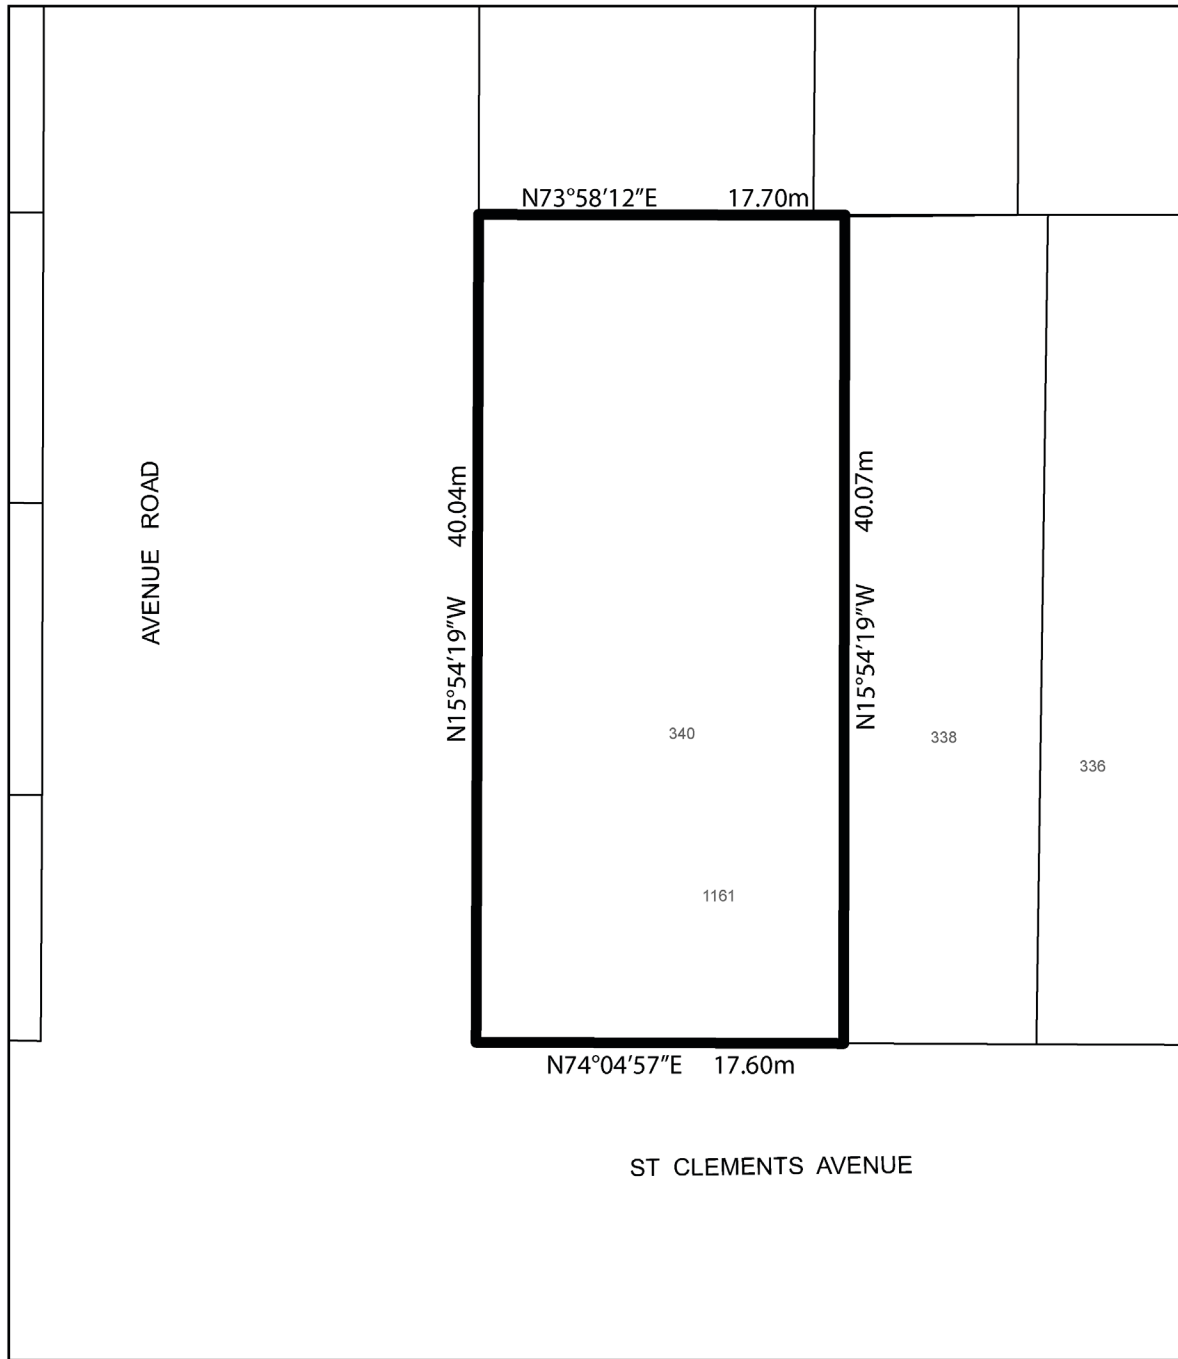 N73°58’12”E 17.70m
AVENUE ROAD
N15°54’19”W 40.04m
N15°54’19”W 40.07m
340
338
336
1161
N74°04’57”E 17.60m
ST CLEMENTS AVENUE